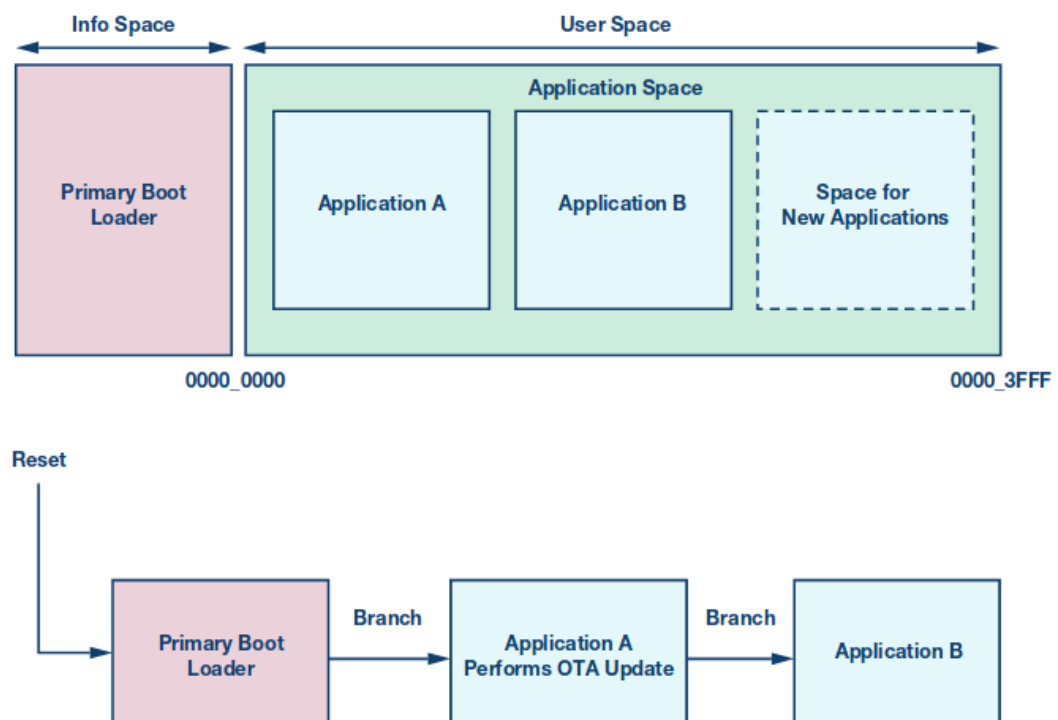 Info Space
User Space
Application Space
Primary Boot
Loader
Application A
Application B
Space for
New Applications
0000_0000
0000_3FFF
Reset
Primary Boot
Loader
Branch
Application A
Performs OTA Update
Branch
Application B